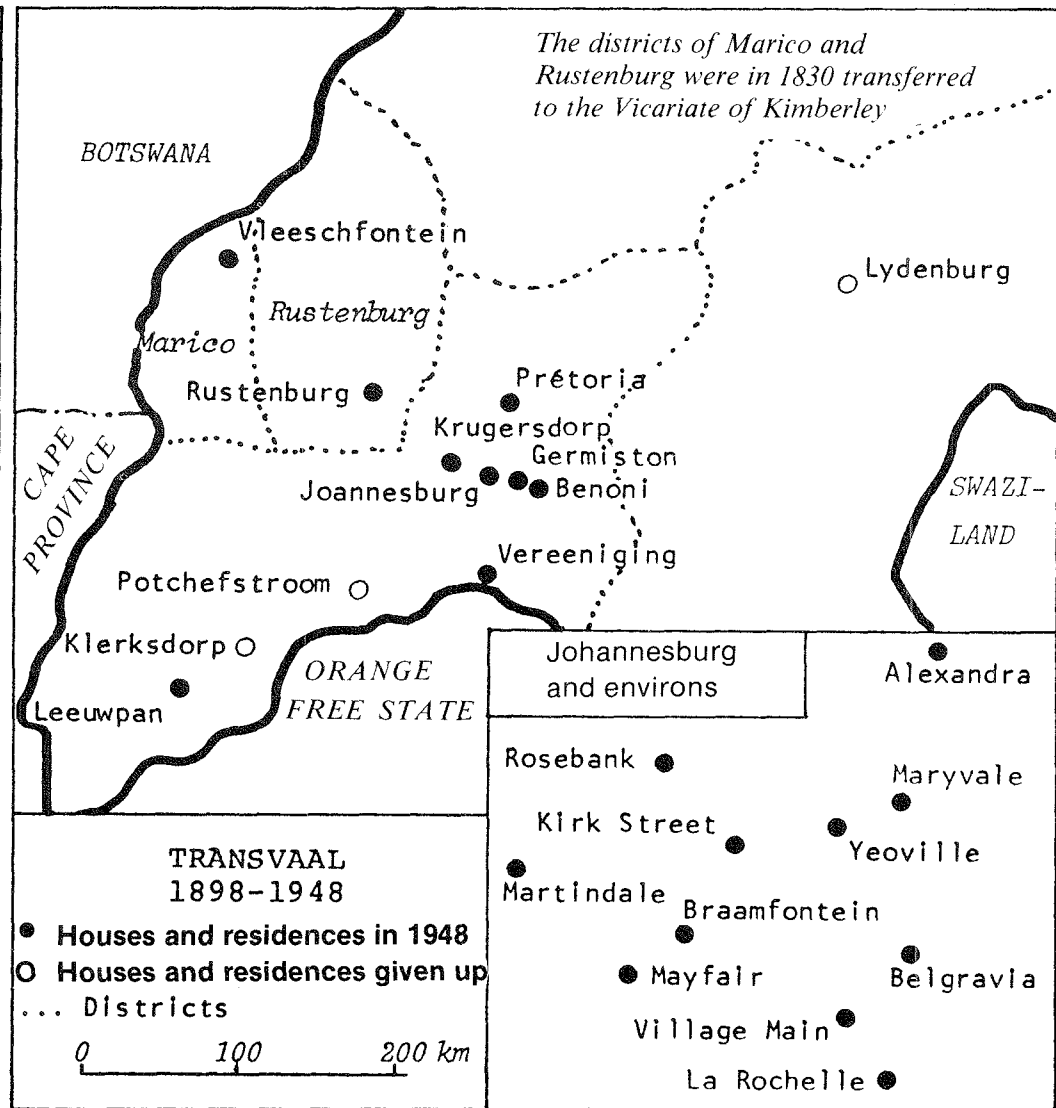 The districts of Marico and
Rustenburg were in 1830 transferred
to the Vicariate of Kimberley
BOTSWANA
Vleeschfontein
Lydenburg
Rustenburg
Marico
Rustenburg
Prétoria
Krugersdorp
Germiston
Joannesburg
Benoni
CAPE
PROVINCE
SWAZI-
LAND
Vereeniging
Potchefstroom
Klerksdorp
Leeuwpan
ORANGE
FREE STATE
Johannesburg
and environs
Alexandra
Rosebank
Maryvale
Kirk Street
Yeoville
Martindale
Braamfontein
Mayfair
Belgravia
Village Main
La Rochelle
TRANSVAAL
1898-1948
Houses and residences in 1948
Houses and residences given up
... Districts
0 100 200 km